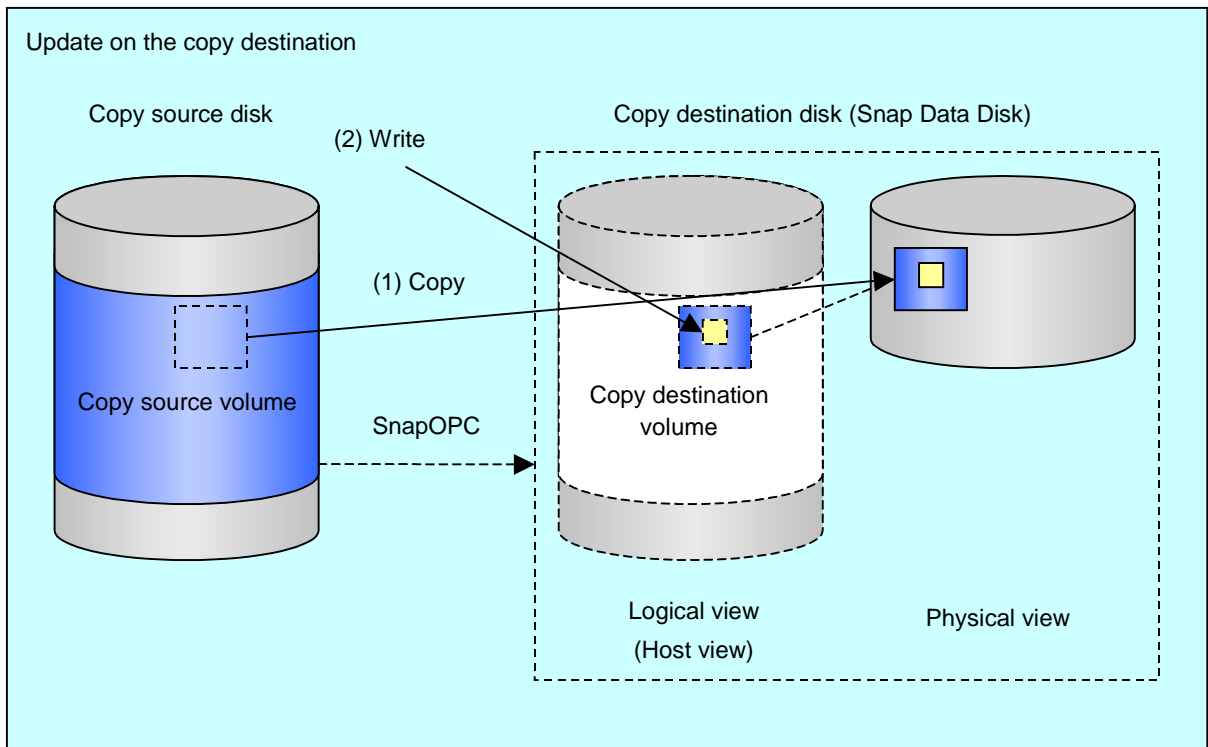 Update on the copy destination
Copy source disk
Copy destination disk (Snap Data Disk)
(2) Write
(1) Copy
Copy source volume
Copy destination
volume
SnapOPC
Logical view
(Host view)
Physical view